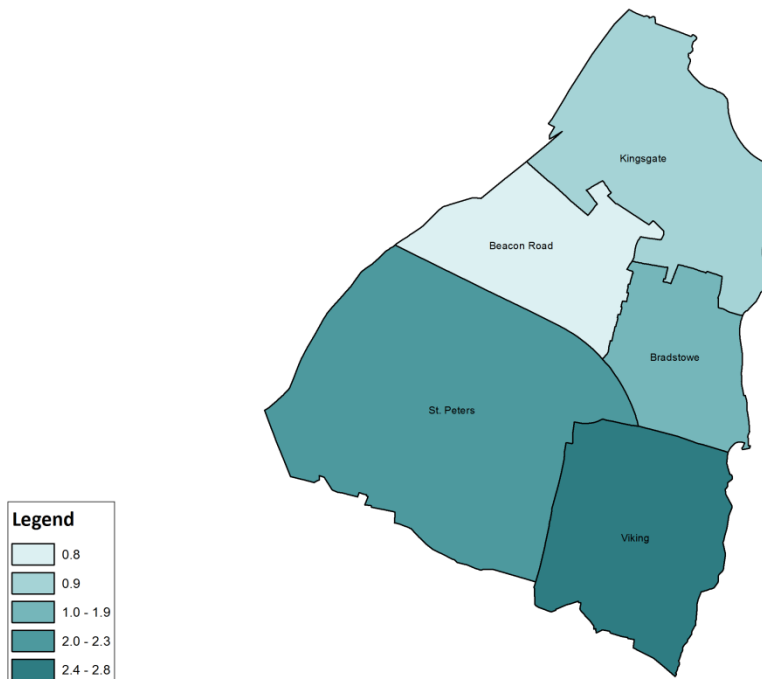 Kingsgate
Beacon Road
Bradstowe
St. Peters
Viking
Legend
0.8
0.9
1.0 - 1.9
2.0 - 2.3
2.4 - 2.8